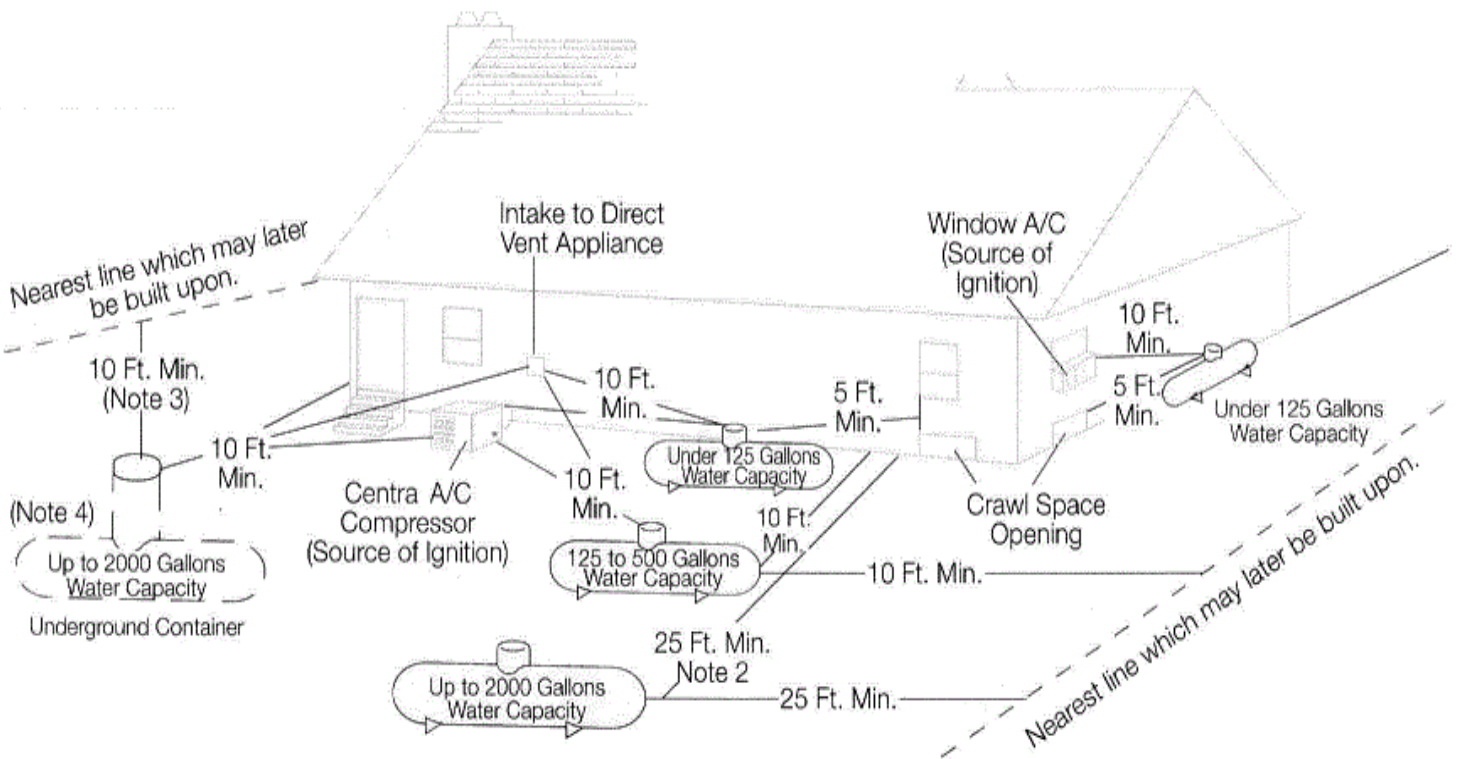 Intake to Direct
Vent Appliance
Window A/C
(Source of
Ignition)
Nearest line which may later
be built upon.
10 Ft. Min.
(Note 3)
10 Ft.
Min.
10 Ft.
Min.
5 Ft.
Min.
10 Ft.
Min.
5 Ft.
Min.
Under 125 Gallons
Water Capacity
Under 125 Gallons
Water Capacity
(Note 4)
Up to 2000 Gallons
Water Capacity
Underground Container
Centra A/C
Compressor
(Source of Ignition)
10 Ft.
Min.
125 to 500 Gallons
Water Capacity
10 Ft.
Min.
Crawl Space
Opening
10 Ft. Min.
25 Ft. Min.
Note 2
Up to 2000 Gallons
Water Capacity
25 Ft. Min.
Nearest line which may later be built upon.